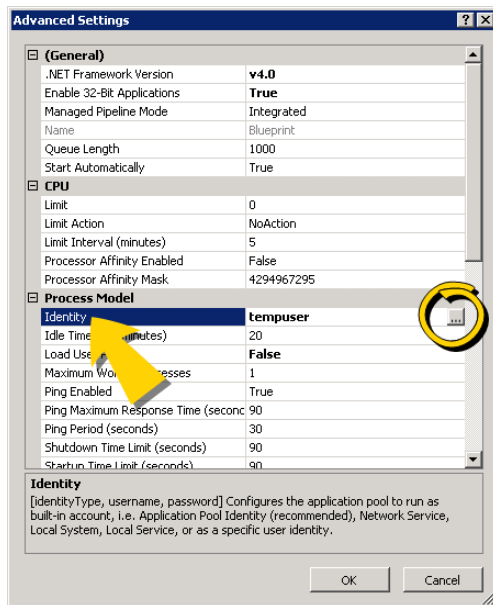 Advanced Settings
(General)
.NET Framework Version v4.0
Enable 32-Bit Applications True
Managed Pipeline Mode Integrated
Name Blueprint
Queue Length 1000
Start Automatically True
CPU
Limit 0
Limit Action NoAction
Limit Interval (minutes) 5
Processor Affinity Enabled False
Processor Affinity Mask 4294967295
Process Model
Identity tempuser ...
Idle Time minutes) 20
Load Use False
Maximum Wo esses 1
Ping Enabled True
Ping Maximum Response Time (second 90
Ping Period (seconds) 30
Shutdown Time Limit (seconds) 90
Startup Time Limit (seconds) 90
Identity
[identityType, username, password] Configures the application pool to run as
built-in account, i.e. Application Pool Identity (recommended), Network Service,
Local System, Local Service, or as a specific user identity.
OK Cancel